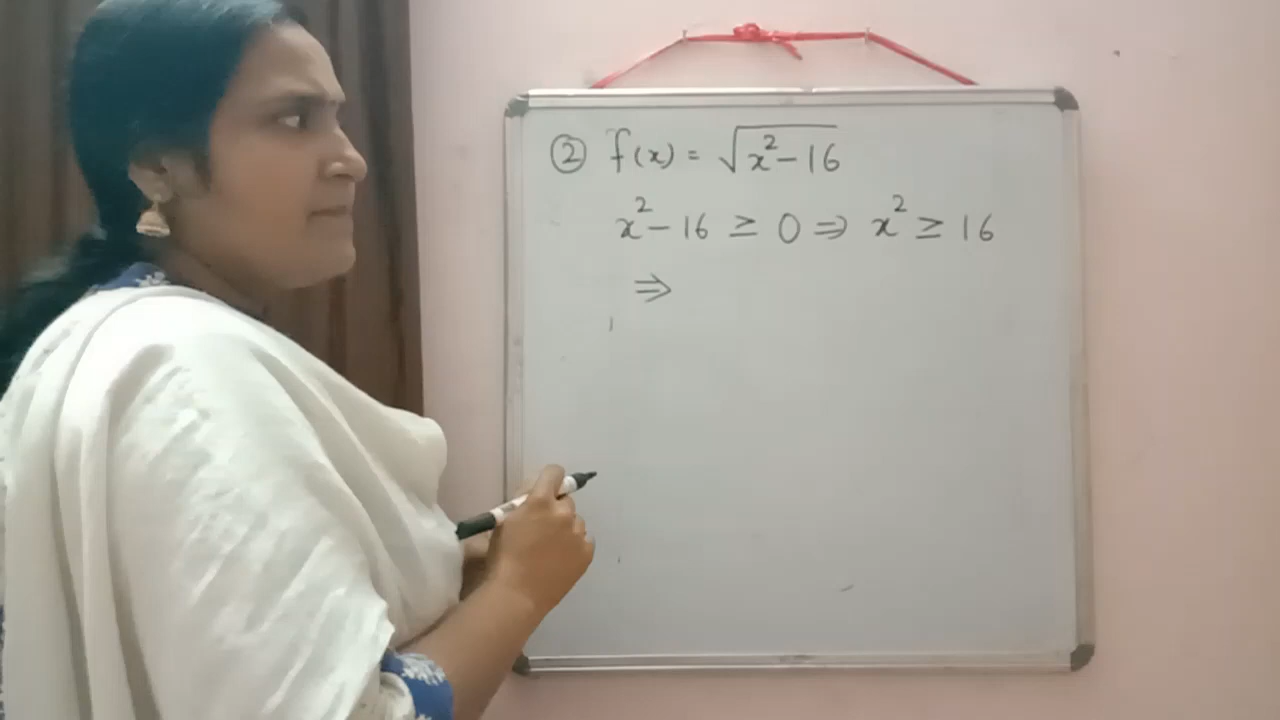 ② f(x) = √(x² - 16)
x² - 16 ≥ 0 ⇒ x² ≥ 16
⇒